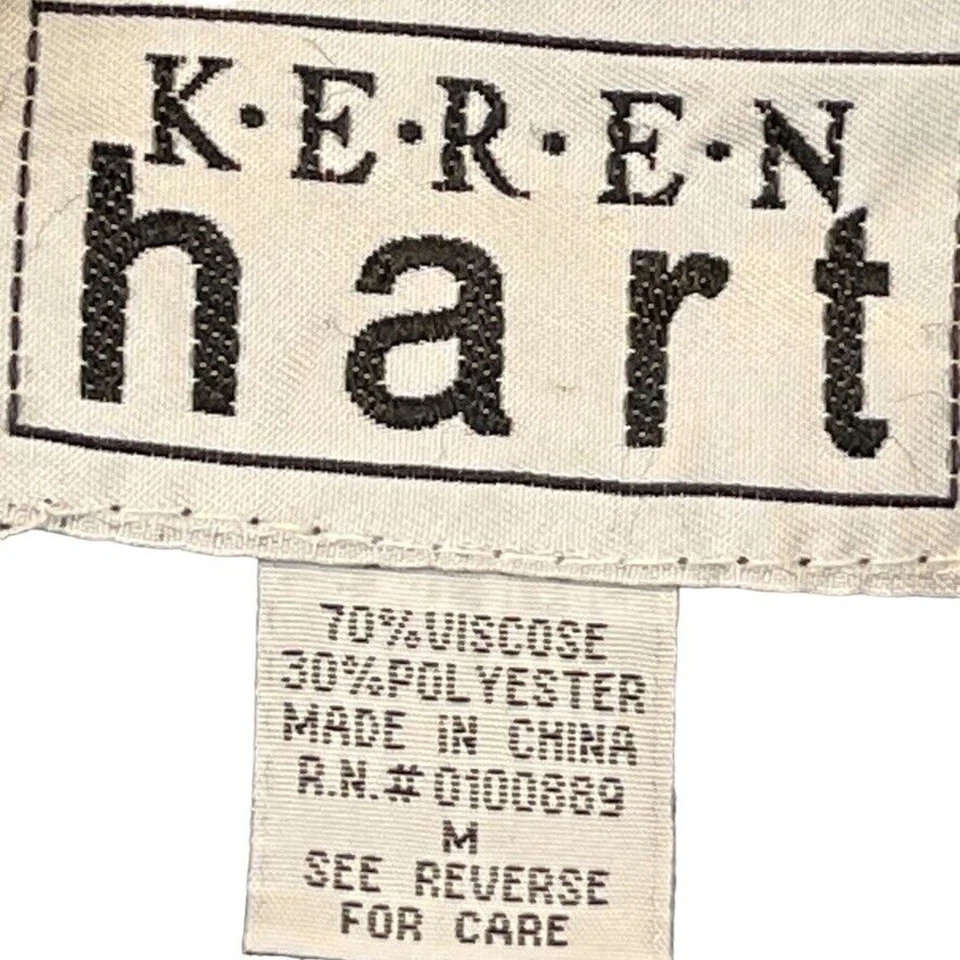 K·E·R·E·N
hart
70%VISCOSE
30%POLYESTER
MADE IN CHINA
R.N.#0100889
M
SEE REVERSE
FOR CARE